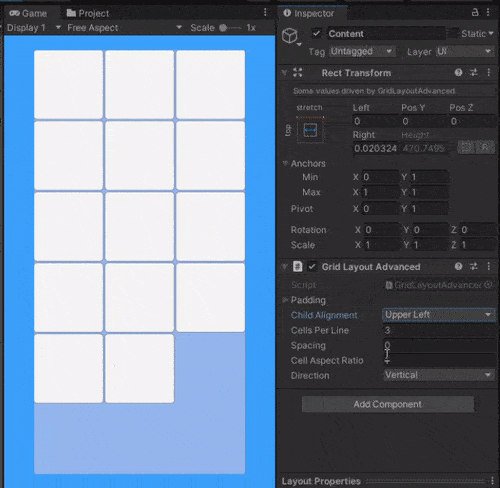 Game
Project
Display 1
Free Aspect
Scale
1x
Inspector
Content
Static
Tag
Untagged
Layer
UI
Rect Transform
Some values driven by GridLayoutAdvanced.
stretch
top
Left
Pos Y
Pos Z
0
0
0
Right
Height
0.020324
470.7495
R
Anchors
Min
X 0
Y 1
Max
X 1
Y 1
Pivot
X 0
Y 1
Rotation
X 0
Y 0
Z 0
Scale
X 1
Y 1
Z 1
Grid Layout Advanced
Script
GridLayoutAdvanced
Padding
Child Alignment
Upper Left
Cells Per Line
3
Spacing
0
Cell Aspect Ratio
Direction
Vertical
Add Component
Layout Properties